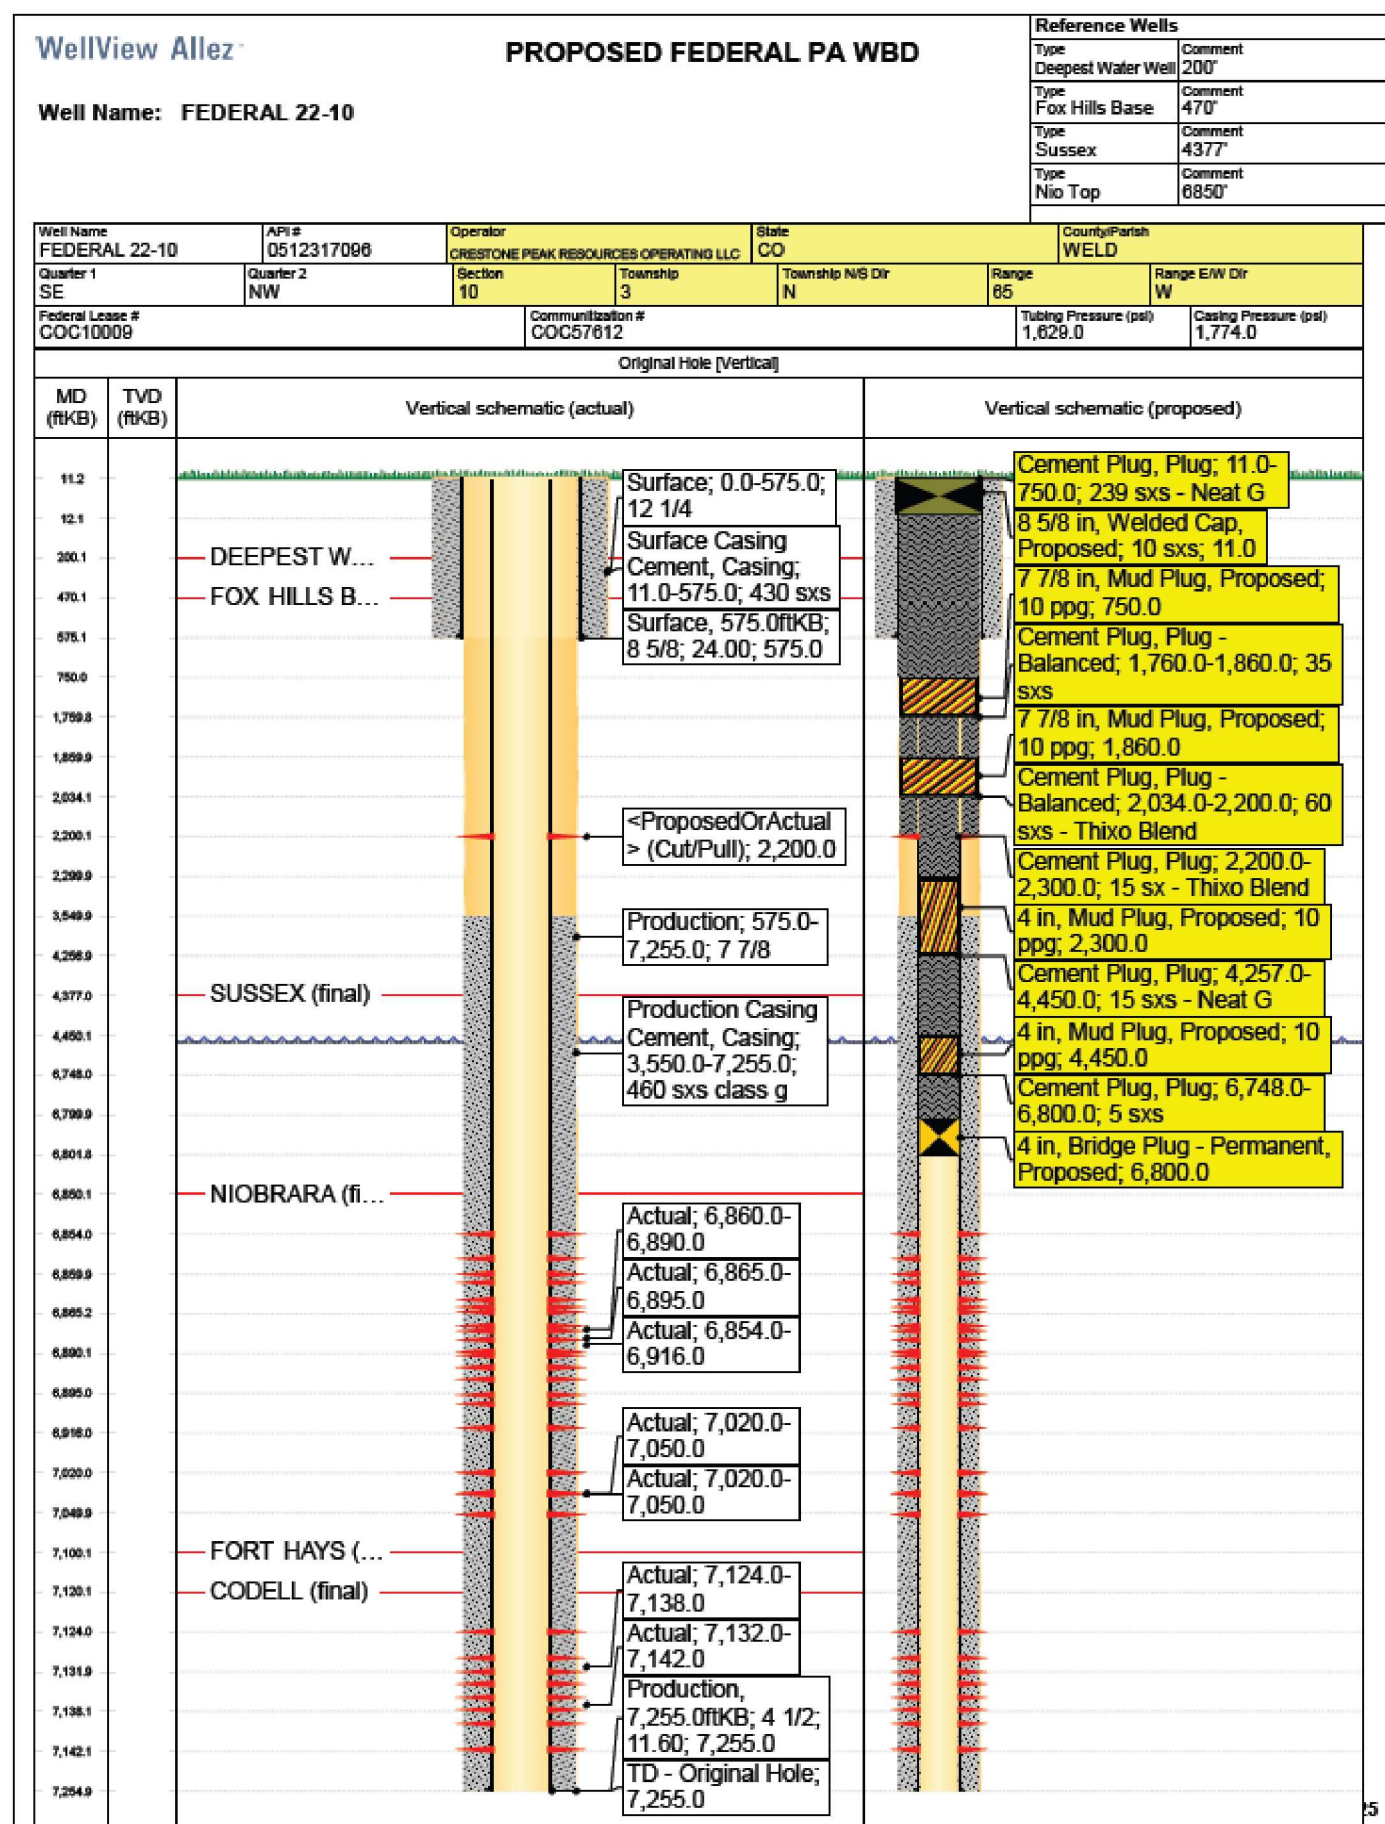 WellView Allez
PROPOSED FEDERAL PA WBD
Well Name: FEDERAL 22-10
Reference Wells
Type Comment
Deepest Water Well 200'
Type Comment
Fox Hills Base 470'
Type Comment
Sussex 4377'
Type Comment
Nio Top 6850'
Well Name API # Operator State County/Parish
FEDERAL 22-10 0512317096 CRESTONE PEAK RESOURCES OPERATING LLC CO WELD
Quarter 1 Quarter 2 Section Township Township N/S Dir Range Range E/W Dir
SE NW 10 3 N 65 W
Federal Lease # Communitization # Tubing Pressure (psi) Casing Pressure (psi)
COC10009 COC57612 1,629.0 1,774.0
Original Hole [Vertical]
MD (ftKB)
TVD (ftKB)
Vertical schematic (actual)
Vertical schematic (proposed)
11.2
12.1
200.1
470.1
575.1
750.0
1,759.8
1,859.9
2,034.1
2,200.1
2,299.9
3,549.9
4,256.9
4,377.0
4,450.1
6,748.0
6,799.9
6,801.8
6,850.1
6,854.0
6,859.9
6,865.2
6,890.1
6,895.0
6,916.0
7,020.0
7,049.9
7,100.1
7,120.1
7,124.0
7,131.9
7,138.1
7,142.1
7,254.9
DEEPEST W...
FOX HILLS B...
SUSSEX (final)
NIOBRARA (fi...
FORT HAYS (...
CODELL (final)
Surface; 0.0-575.0;
12 1/4
Surface Casing
Cement, Casing;
11.0-575.0; 430 sxs
Surface, 575.0ftKB;
8 5/8; 24.00; 575.0
<ProposedOrActual
> (Cut/Pull); 2,200.0
Production; 575.0-
7,255.0; 7 7/8
Production Casing
Cement, Casing;
3,550.0-7,255.0;
460 sxs class g
Actual; 6,860.0-
6,890.0
Actual; 6,865.0-
6,895.0
Actual; 6,854.0-
6,916.0
Actual; 7,020.0-
7,050.0
Actual; 7,020.0-
7,050.0
Actual; 7,124.0-
7,138.0
Actual; 7,132.0-
7,142.0
Production,
7,255.0ftKB; 4 1/2;
11.60; 7,255.0
TD - Original Hole;
7,255.0
Cement Plug, Plug; 11.0-
750.0; 239 sxs - Neat G
8 5/8 in, Welded Cap,
Proposed; 10 sxs; 11.0
7 7/8 in, Mud Plug, Proposed;
10 ppg; 750.0
Cement Plug, Plug -
Balanced; 1,760.0-1,860.0; 35
sxs
7 7/8 in, Mud Plug, Proposed;
10 ppg; 1,860.0
Cement Plug, Plug -
Balanced; 2,034.0-2,200.0; 60
sxs - Thixo Blend
Cement Plug, Plug; 2,200.0-
2,300.0; 15 sx - Thixo Blend
4 in, Mud Plug, Proposed; 10
ppg; 2,300.0
Cement Plug, Plug; 4,257.0-
4,450.0; 15 sxs - Neat G
4 in, Mud Plug, Proposed; 10
ppg; 4,450.0
Cement Plug, Plug; 6,748.0-
6,800.0; 5 sxs
4 in, Bridge Plug - Permanent,
Proposed; 6,800.0